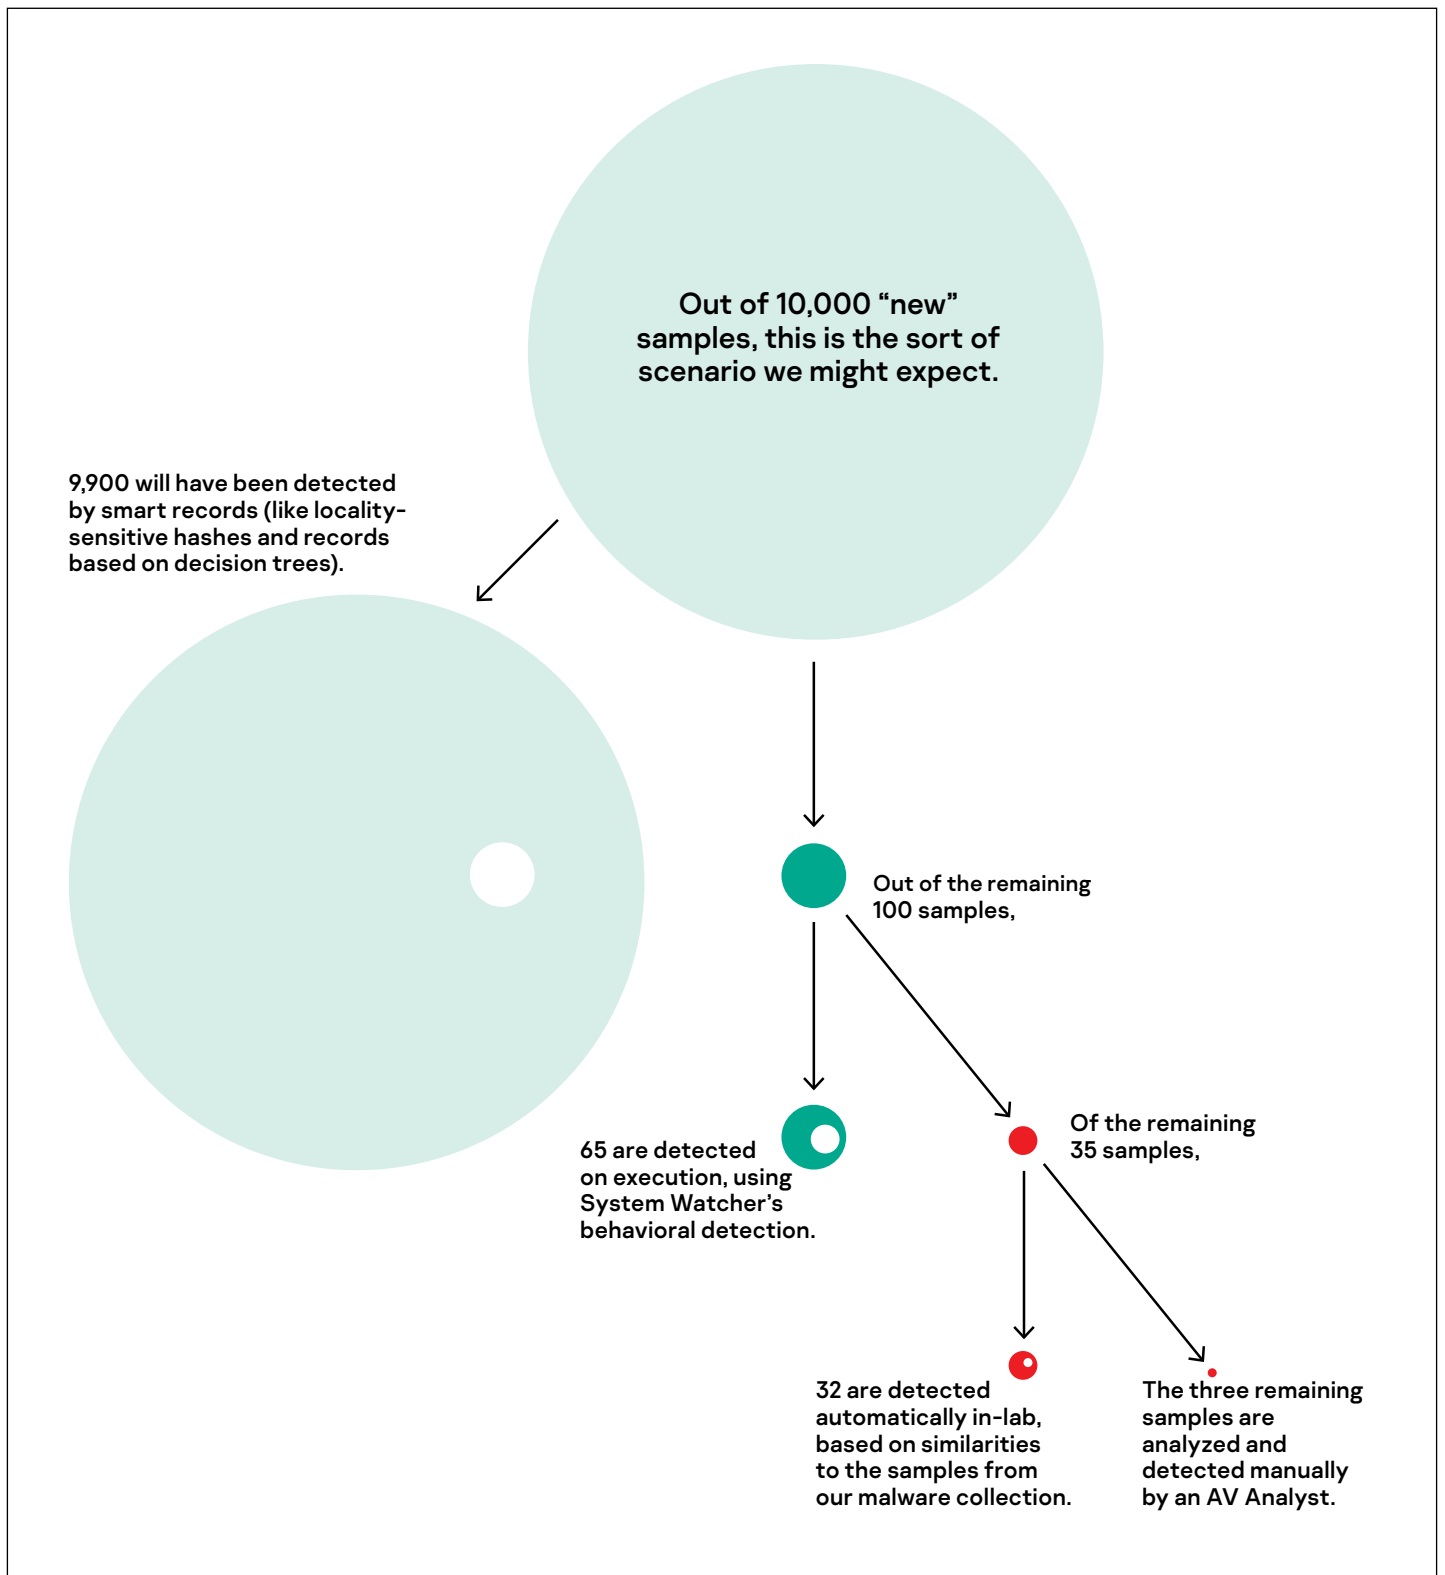 Out of 10,000 “new”
samples, this is the sort of
scenario we might expect.
9,900 will have been detected
by smart records (like locality-
sensitive hashes and records
based on decision trees).
Out of the remaining
100 samples,
65 are detected
on execution, using
System Watcher’s
behavioral detection.
Of the remaining
35 samples,
32 are detected
automatically in-lab,
based on similarities
to the samples from
our malware collection.
The three remaining
samples are
analyzed and
detected manually
by an AV Analyst.